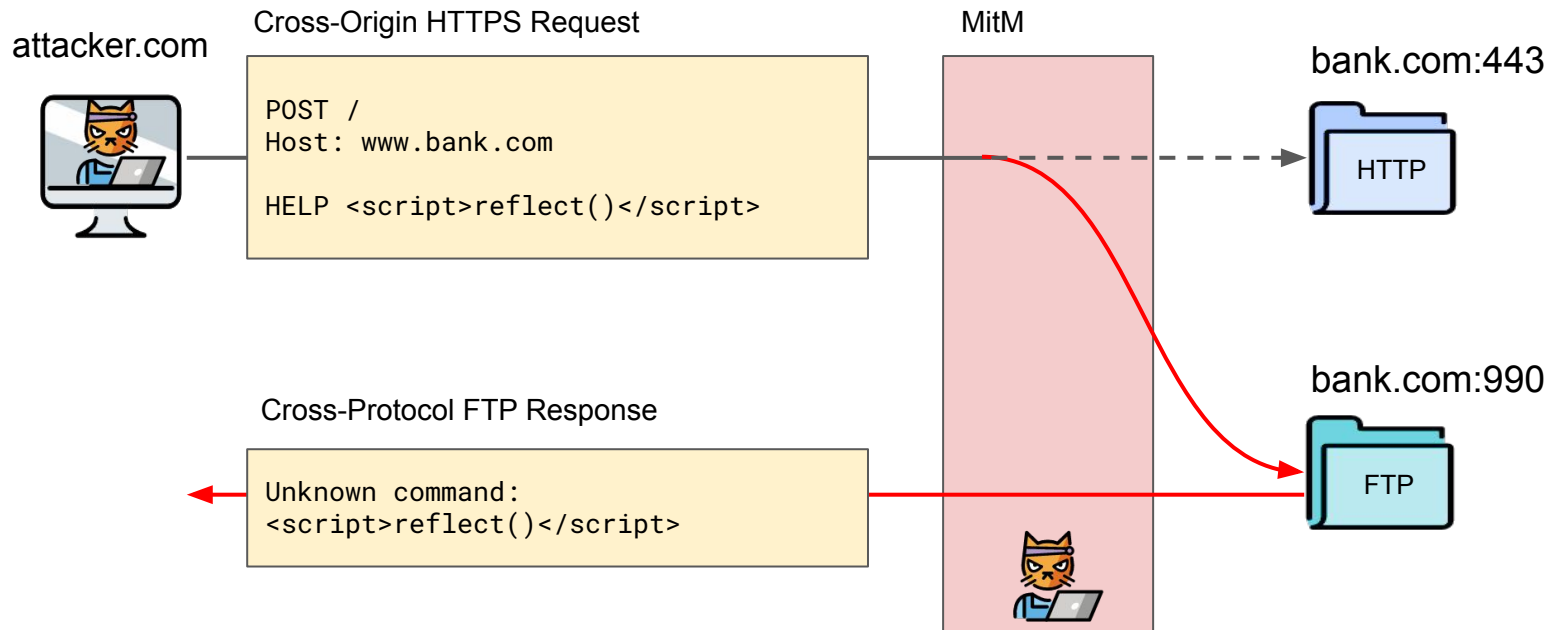 attacker.com
Cross-Origin HTTPS Request
MitM
bank.com:443
POST /
Host: www.bank.com
HELP <script>reflect()</script>
HTTP
Cross-Protocol FTP Response
bank.com:990
Unknown command:
<script>reflect()</script>
FTP